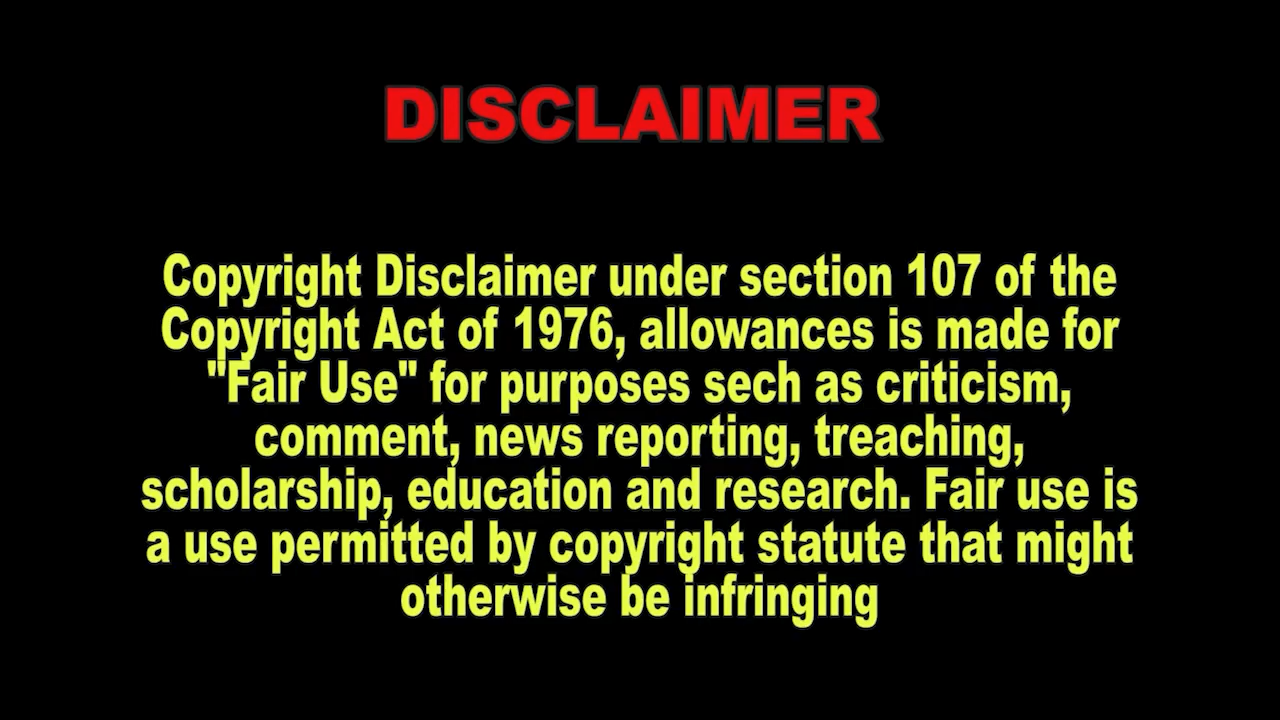 DISCLAIMER
Copyright Disclaimer under section 107 of the
Copyright Act of 1976, allowances is made for
"Fair Use" for purposes sech as criticism,
comment, news reporting, treaching,
scholarship, education and research. Fair use is
a use permitted by copyright statute that might
otherwise be infringing